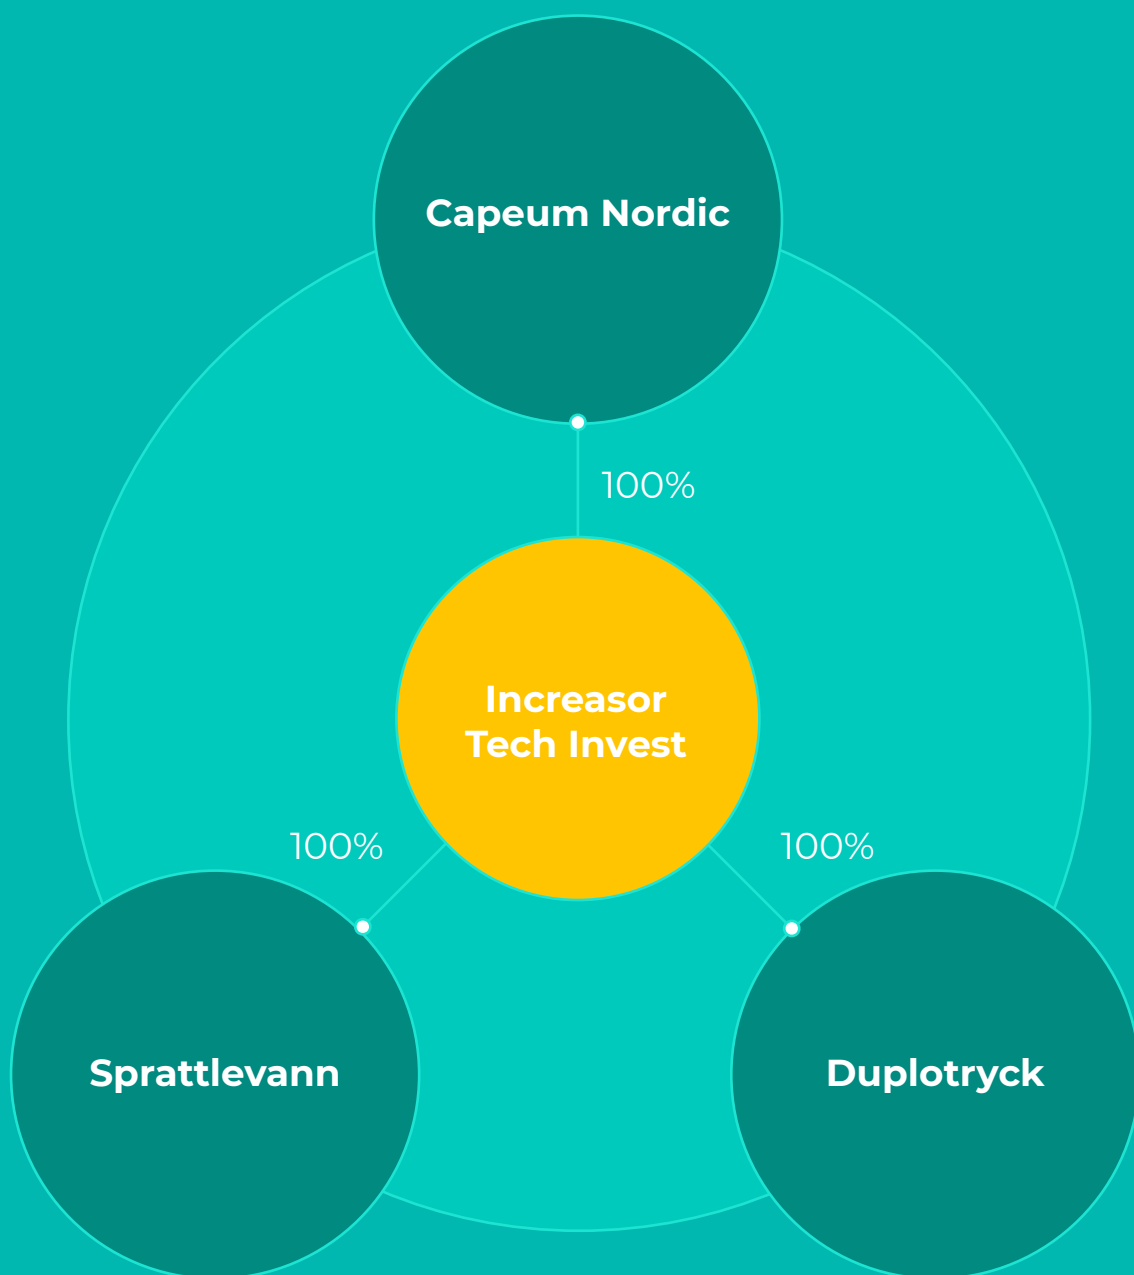 Capeum Nordic
100%
Increasor
Tech Invest
100%
100%
Sprattlevann
Duplotryck